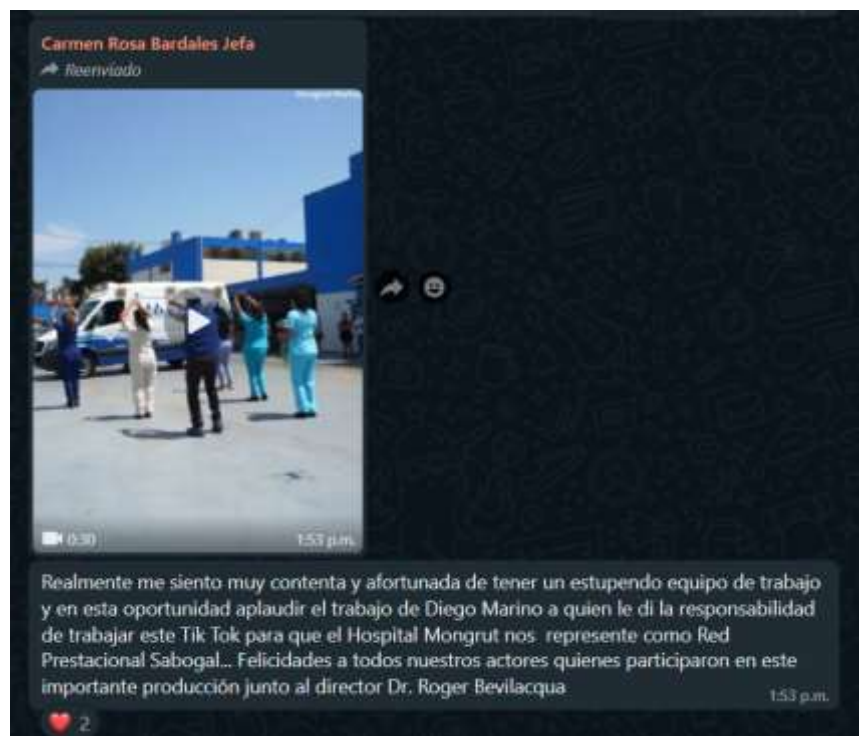 Carmen Rosa Bardales Jefa
Reenviado
0:30
1:53 p.m.
Realmente me siento muy contenta y afortunada de tener un estupendo equipo de trabajo
y en esta oportunidad aplaudir el trabajo de Diego Marino a quien le di la responsabilidad
de trabajar este Tik Tok para que el Hospital Mongrut nos represente como Red
Prestacional Sabogal... Felicidades a todos nuestros actores quienes participaron en este
importante producción junto al director Dr. Roger Bevilacqua
1:53 p.m.
2